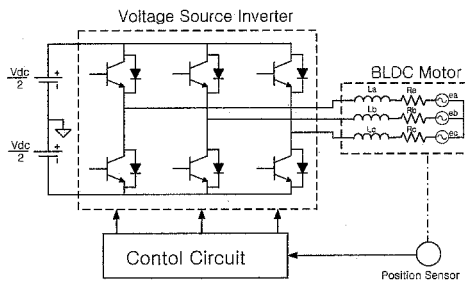 Voltage Source Inverter
Vdc
2
+
-
Vdc
2
+
-
BLDC Motor
La Ra ea
Lb Rb eb
Lc Rc ec
Contol Circuit
Position Sensor